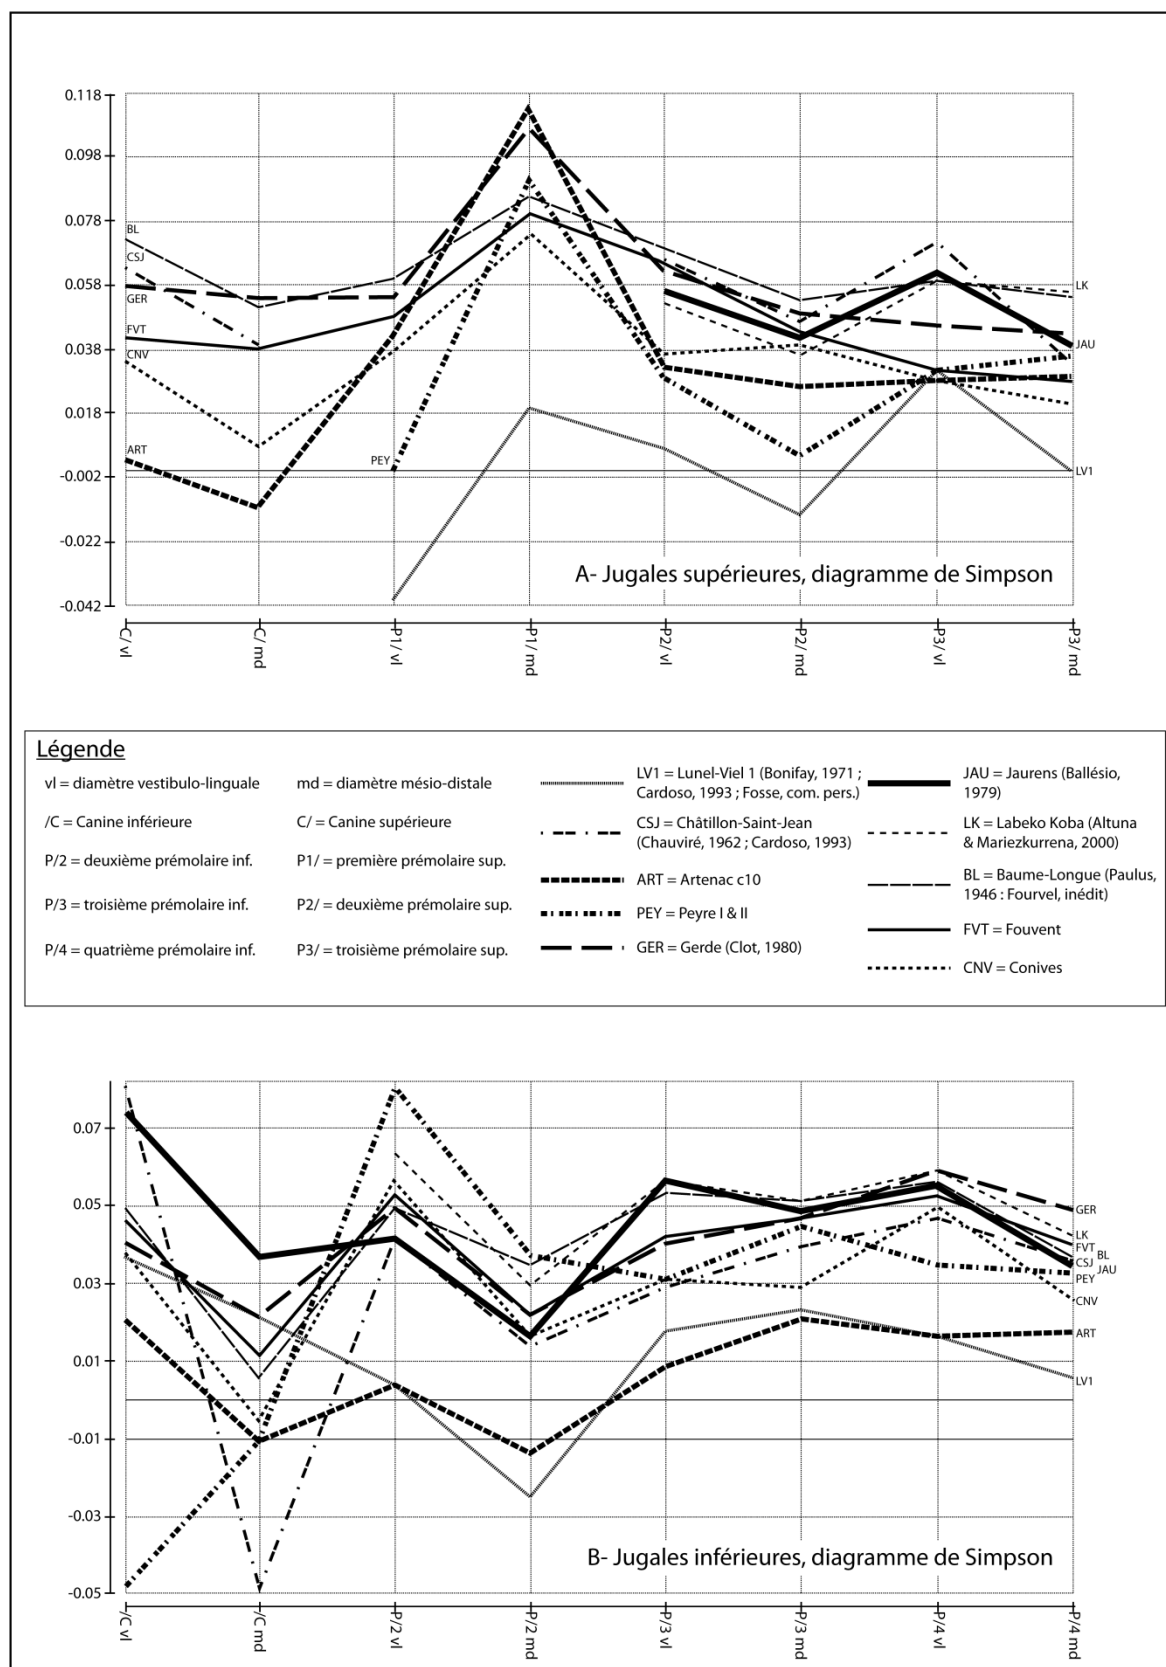 0.118
0.098
0.078
0.058
0.038
0.018
-0.002
-0.022
-0.042
BL
CSJ
GER
FVT
CNV
ART
PEY
LK
JAU
LV1
A- Jugales supérieures, diagramme de Simpson
C/ vl
C/ md
P1/ vl
P1/ md
P2/ vl
P2/ md
P3/ vl
P3/ md
Légende
vl = diamètre vestibulo-linguale
/C = Canine inférieure
P/2 = deuxième prémolaire inf.
P/3 = troisième prémolaire inf.
P/4 = quatrième prémolaire inf.
md = diamètre mésio-distale
C/ = Canine supérieure
P1/ = première prémolaire sup.
P2/ = deuxième prémolaire sup.
P3/ = troisième prémolaire sup.
LV1 = Lunel-Viel 1 (Bonifay, 1971 ;
Cardoso, 1993 ; Fosse, com. pers.)
CSJ = Châtillon-Saint-Jean
(Chauviré, 1962 ; Cardoso, 1993)
ART = Artenac c10
PEY = Peyre I & II
GER = Gerde (Clot, 1980)
JAU = Jaurens (Ballésio,
1979)
LK = Labeko Koba (Altuna
& Mariezkurrena, 2000)
BL = Baume-Longue (Paulus,
1946 : Fourvel, inédit)
FVT = Fouvent
CNV = Conives
0.07
0.05
0.03
0.01
-0.01
-0.03
-0.05
GER
LK
FVT
BL
CSJ
JAU
PEY
CNV
ART
LV1
B- Jugales inférieures, diagramme de Simpson
/C vl
/C md
P/2 vl
P/2 md
P/3 vl
P/3 md
P/4 vl
P/4 md